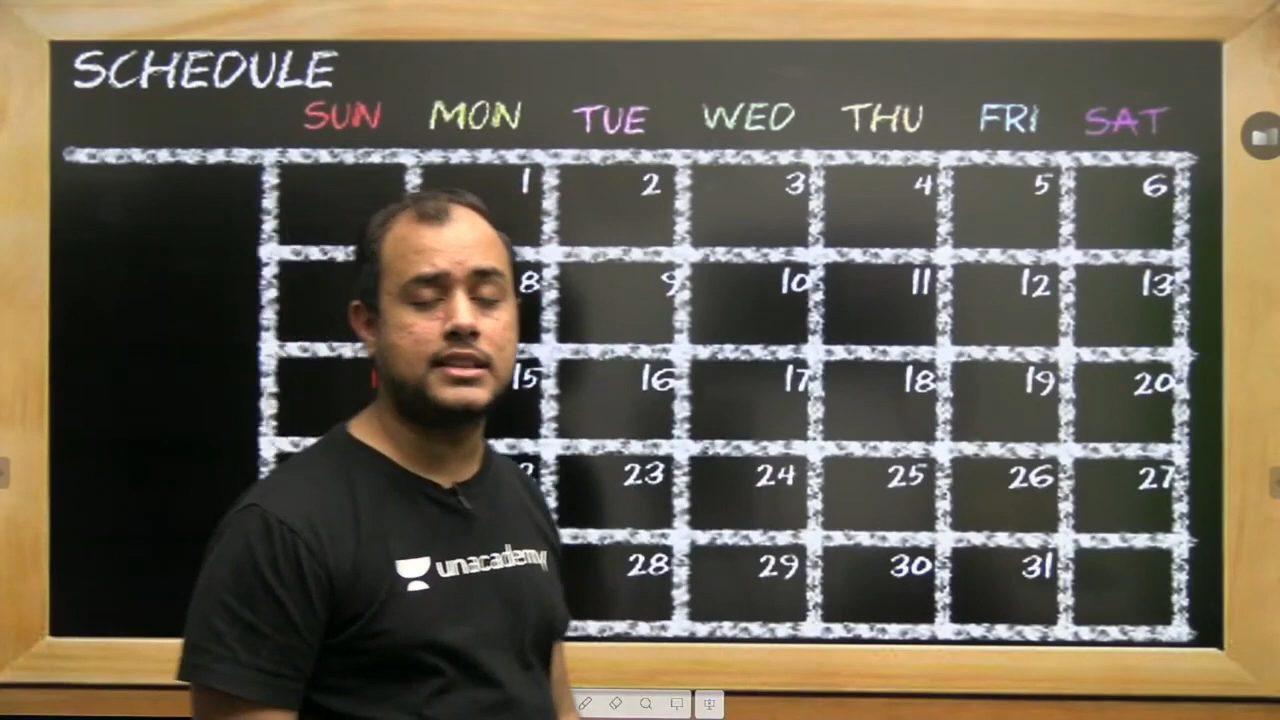 SCHEDULE
SUN MON TUE WED THU FRI SAT
1 2 3 4 5 6
8 9 10 11 12 13
15 16 17 18 19 20
23 24 25 26 27
28 29 30 31
unacademy